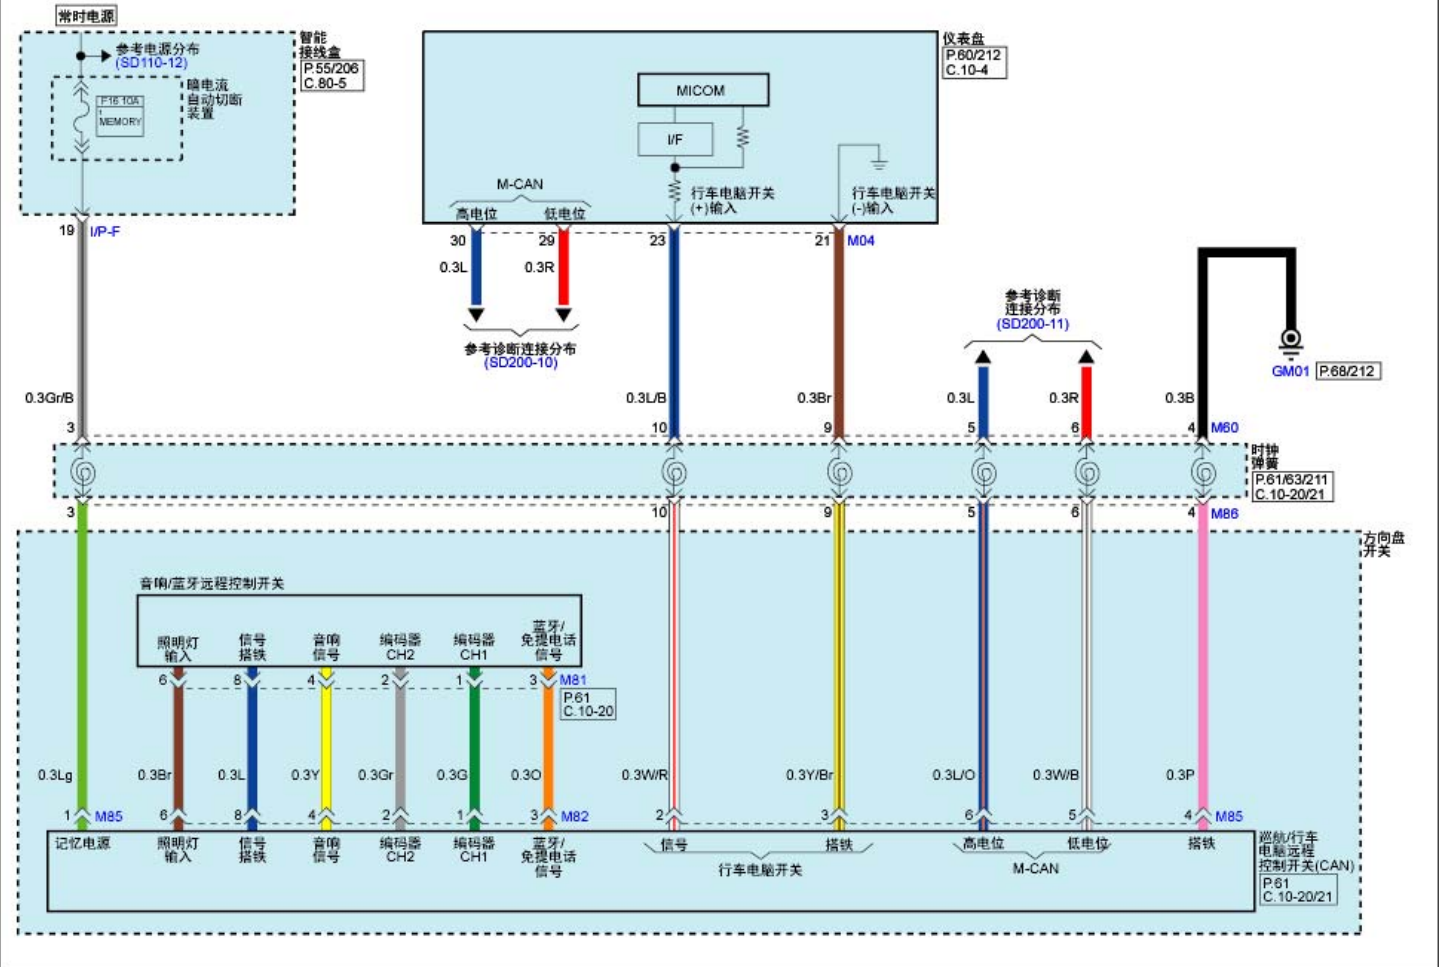 常时电源
参考电源分布
(SD110-12)
智能
接线盒
P.55/206
C.80-5
暗电流
自动切断
装置
F16 10A
1
MEMORY
19
I/P-F
仪表盘
P.60/212
C.10-4
MICOM
I/F
M-CAN
高电位
低电位
行车电脑开关
(+)输入
行车电脑开关
(-)输入
30
29
23
21
M04
0.3L
0.3R
参考诊断连接分布
(SD200-10)
参考诊断
连接分布
(SD200-11)
GM01
P.68/212
0.3Gr/B
0.3L/B
0.3Br
0.3L
0.3R
0.3B
3
10
9
5
6
4
M60
时钟
弹簧
P.61/63/211
C.10-20/21
3
10
9
5
6
4
M86
方向盘
开关
音响/蓝牙远程控制开关
照明灯
输入
信号
搭铁
音响
信号
编码器
CH2
编码器
CH1
蓝牙/
免提电话
信号
6
8
4
2
1
3
M81
P.61
C.10-20
0.3Lg
0.3Br
0.3L
0.3Y
0.3Gr
0.3G
0.3O
0.3W/R
0.3Y/Br
0.3L/O
0.3W/B
0.3P
1
M85
6
8
4
2
1
3
M82
2
3
6
5
4
M85
记忆电源
照明灯
输入
信号
搭铁
音响
信号
编码器
CH2
编码器
CH1
蓝牙/
免提电话
信号
信号
搭铁
行车电脑开关
高电位
低电位
M-CAN
搭铁
巡航/行车
电脑远程
控制开关(CAN)
P.61
C.10-20/21